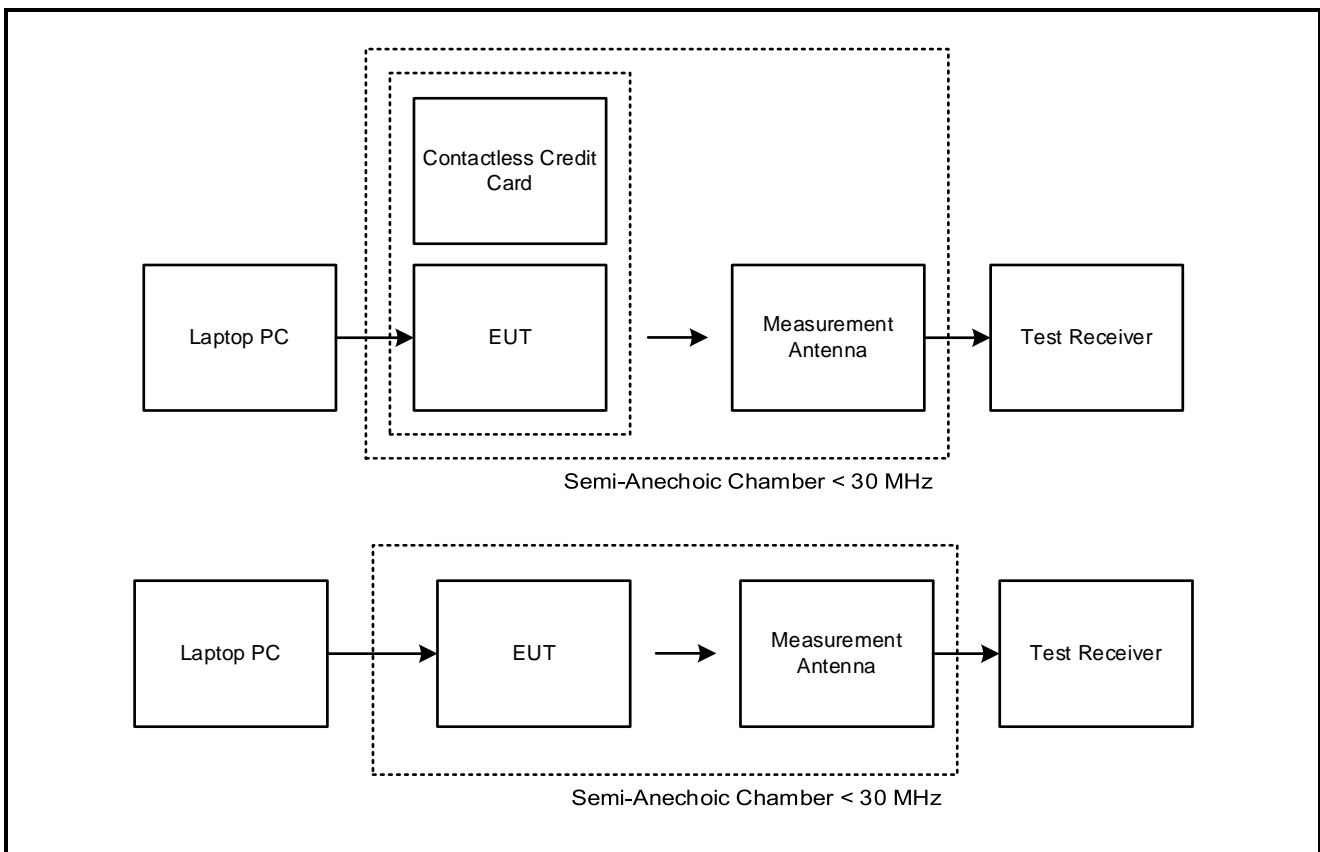 Contactless Credit
Card
Laptop PC
EUT
Measurement
Antenna
Test Receiver
Semi-Anechoic Chamber < 30 MHz
Laptop PC
EUT
Measurement
Antenna
Test Receiver
Semi-Anechoic Chamber < 30 MHz